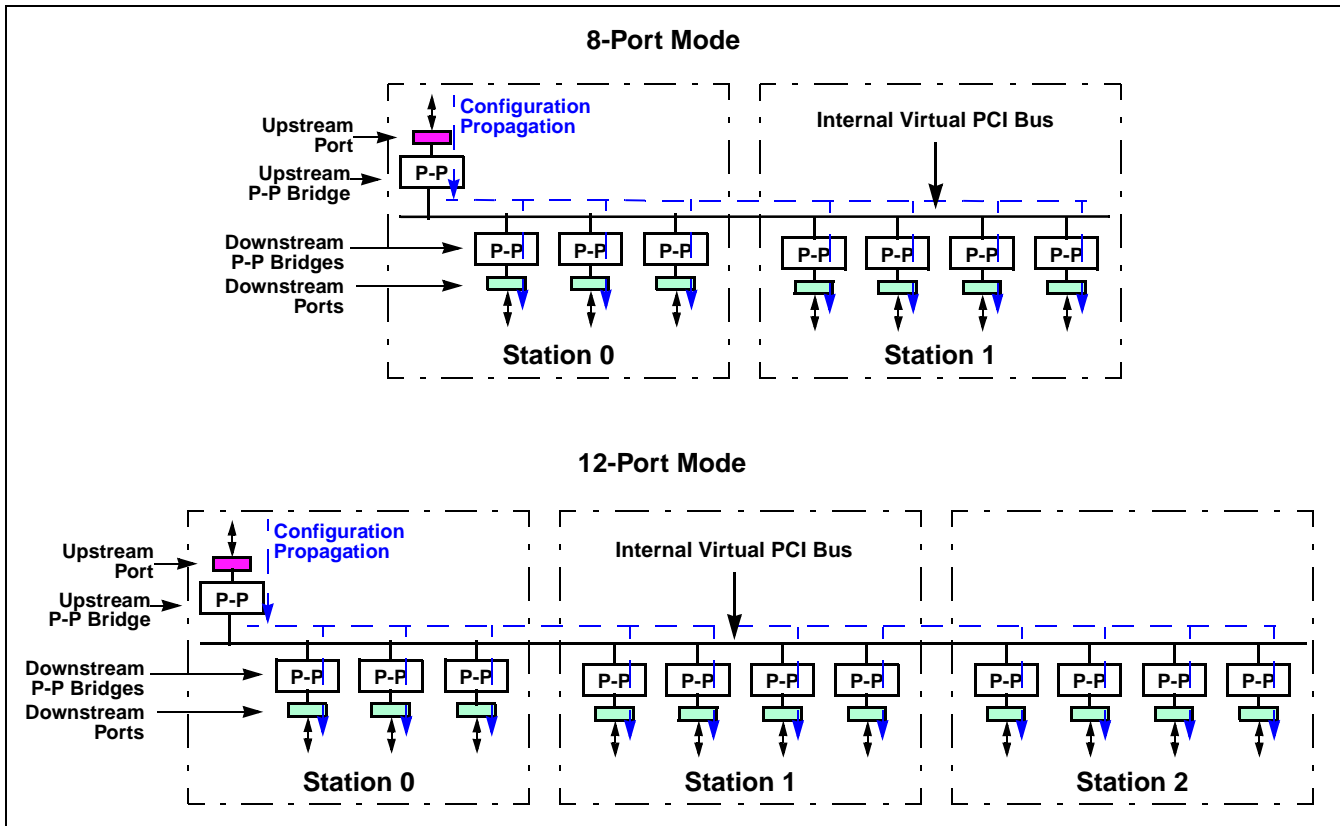 8-Port Mode
Configuration
Propagation
Upstream
Port
Internal Virtual PCI Bus
Upstream
P-P Bridge
P-P
Downstream
P-P Bridges
P-P P-P P-P P-P P-P P-P P-P
Downstream
Ports
Station 0 Station 1
12-Port Mode
Configuration
Propagation
Upstream
Port
Internal Virtual PCI Bus
Upstream
P-P Bridge
P-P
Downstream
P-P Bridges
P-P P-P P-P P-P P-P P-P P-P P-P P-P P-P P-P
Downstream
Ports
Station 0 Station 1 Station 2